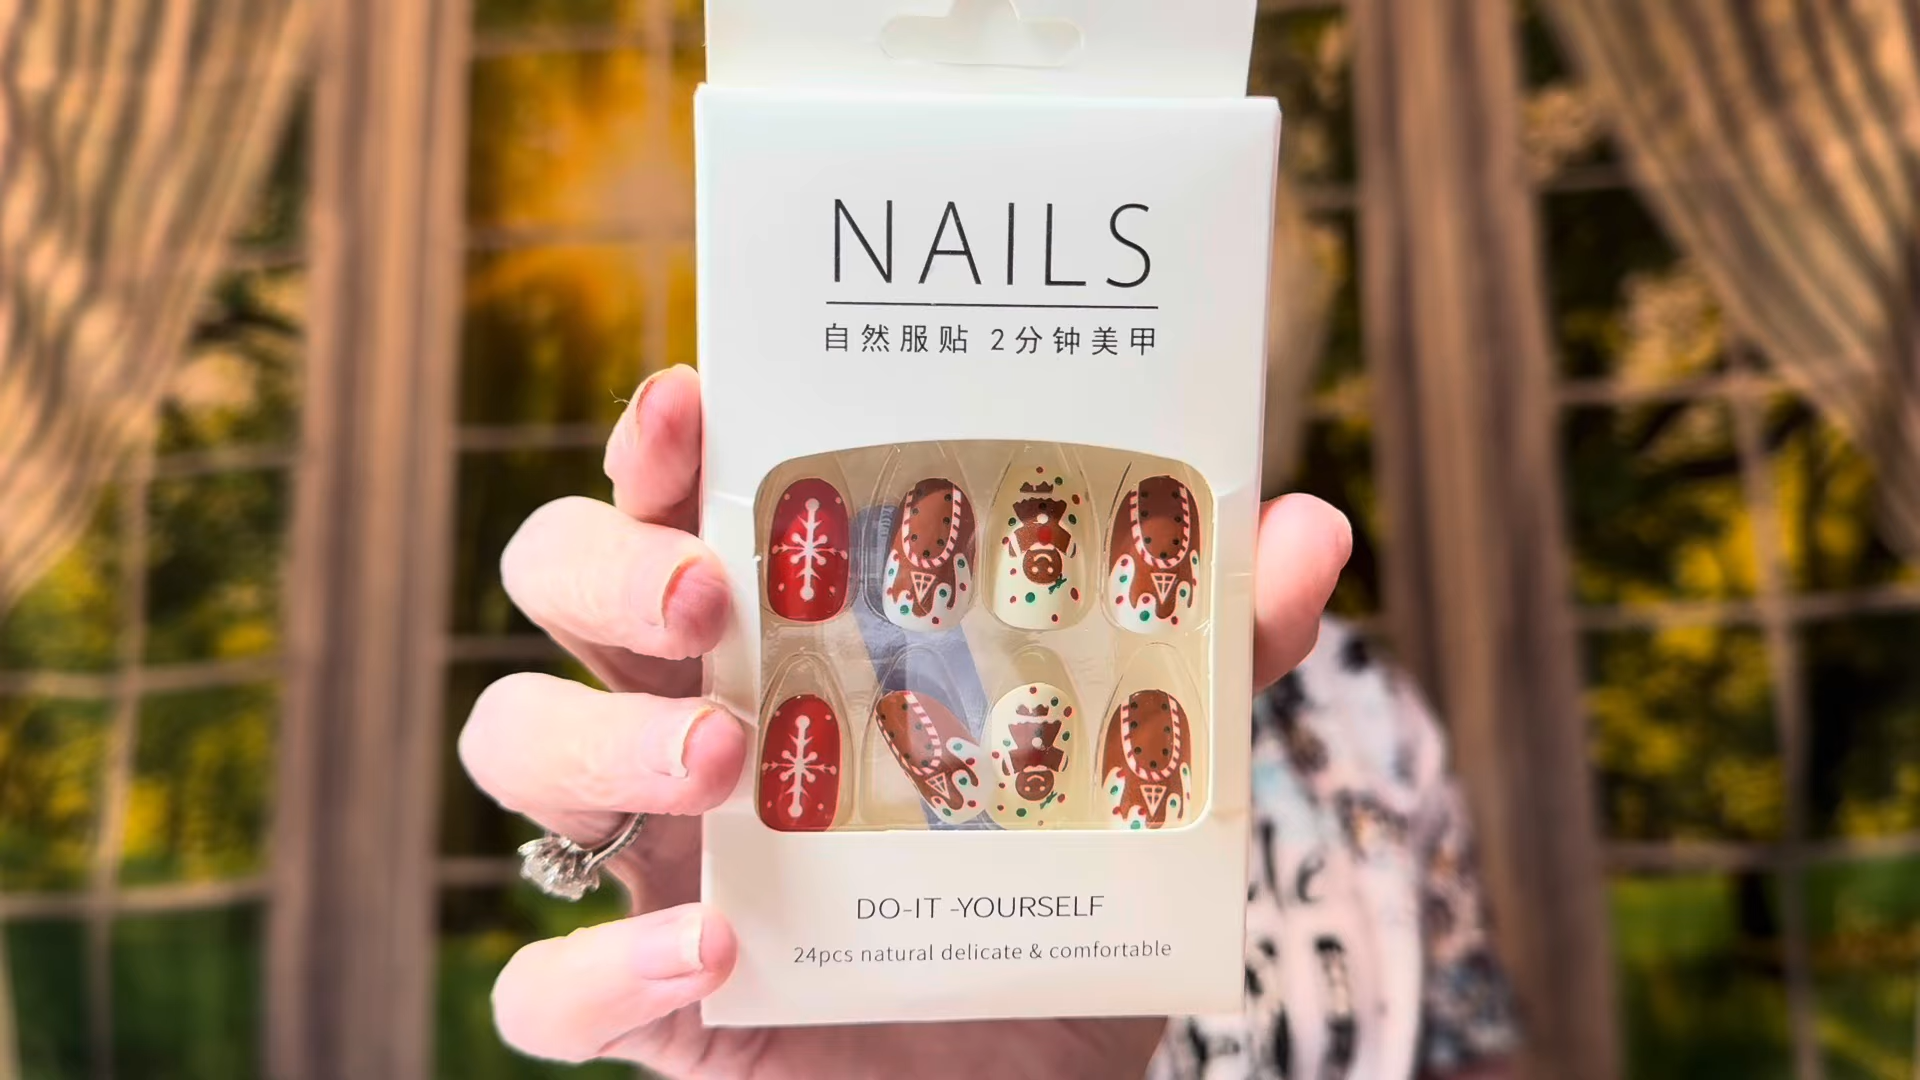 NAILS
自然服贴 2分钟美甲
DO-IT -YOURSELF
24pcs natural delicate & comfortable